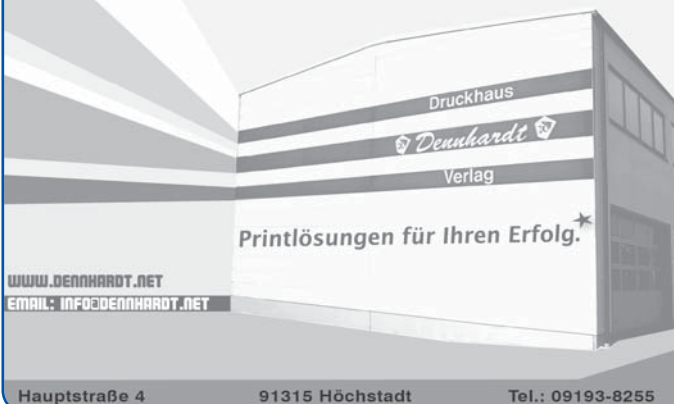 Druckhaus
Dennhardt
Verlag
Printlösungen für Ihren Erfolg.
WWW.DENNHARDT.NET
EMAIL: INFO@DENNHARDT.NET
Hauptstraße 4 91315 Höchstadt Tel.: 09193-8255